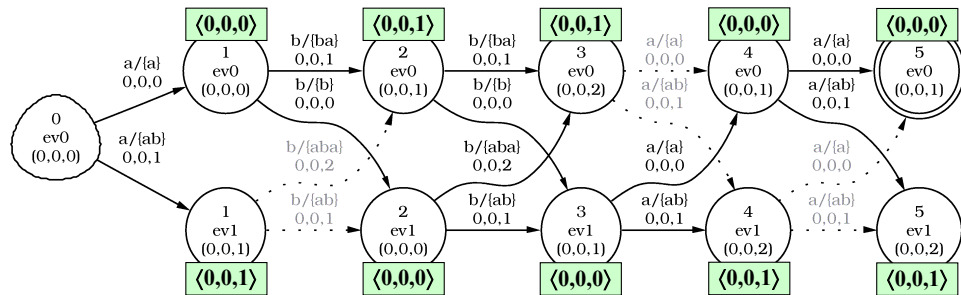 ⟨0,0,0⟩
⟨0,0,1⟩
⟨0,0,1⟩
⟨0,0,0⟩
⟨0,0,0⟩
0
ev0
(0,0,0)
a/{a}
0,0,0
a/{ab}
0,0,1
1
ev0
(0,0,0)
b/{ba}
0,0,1
b/{b}
0,0,0
2
ev0
(0,0,1)
b/{ba}
0,0,1
b/{b}
0,0,0
3
ev0
(0,0,2)
a/{a}
0,0,0
a/{ab}
0,0,1
4
ev0
(0,0,1)
a/{a}
0,0,0
a/{ab}
0,0,1
5
ev0
(0,0,1)
1
ev1
(0,0,1)
b/{aba}
0,0,2
b/{ab}
0,0,1
2
ev1
(0,0,0)
b/{aba}
0,0,2
b/{ab}
0,0,1
3
ev1
(0,0,1)
a/{a}
0,0,0
a/{ab}
0,0,1
4
ev1
(0,0,2)
a/{a}
0,0,0
a/{ab}
0,0,1
5
ev1
(0,0,2)
⟨0,0,1⟩
⟨0,0,0⟩
⟨0,0,0⟩
⟨0,0,1⟩
⟨0,0,1⟩